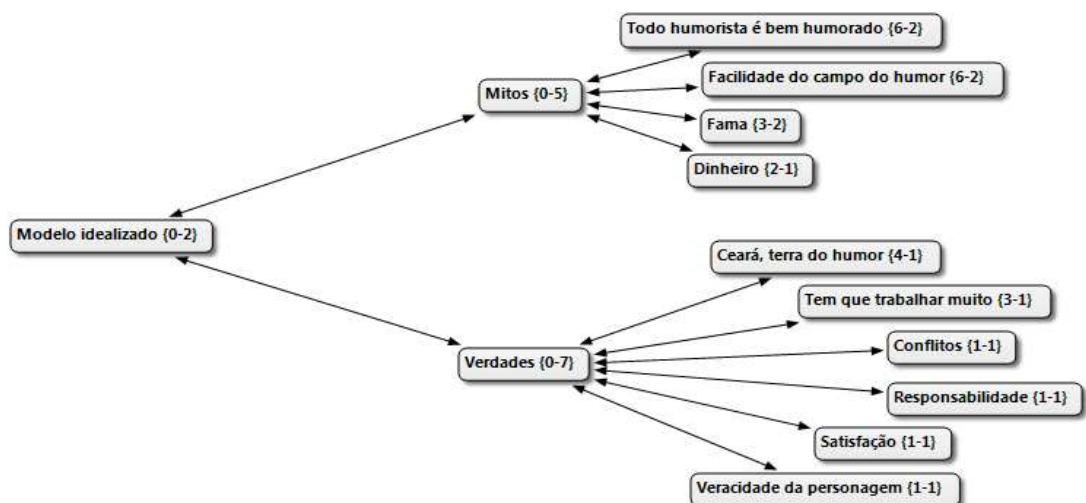 Todo humorista é bem humorado {6-2}
Facilidade do campo do humor {6-2}
Mitos {0-5}
Fama {3-2}
Dinheiro {2-1}
Modelo idealizado {0-2}
Ceará, terra do humor {4-1}
Tem que trabalhar muito {3-1}
Conflitos {1-1}
Verdades {0-7}
Responsabilidade {1-1}
Satisfação {1-1}
Veracidade da personagem {1-1}